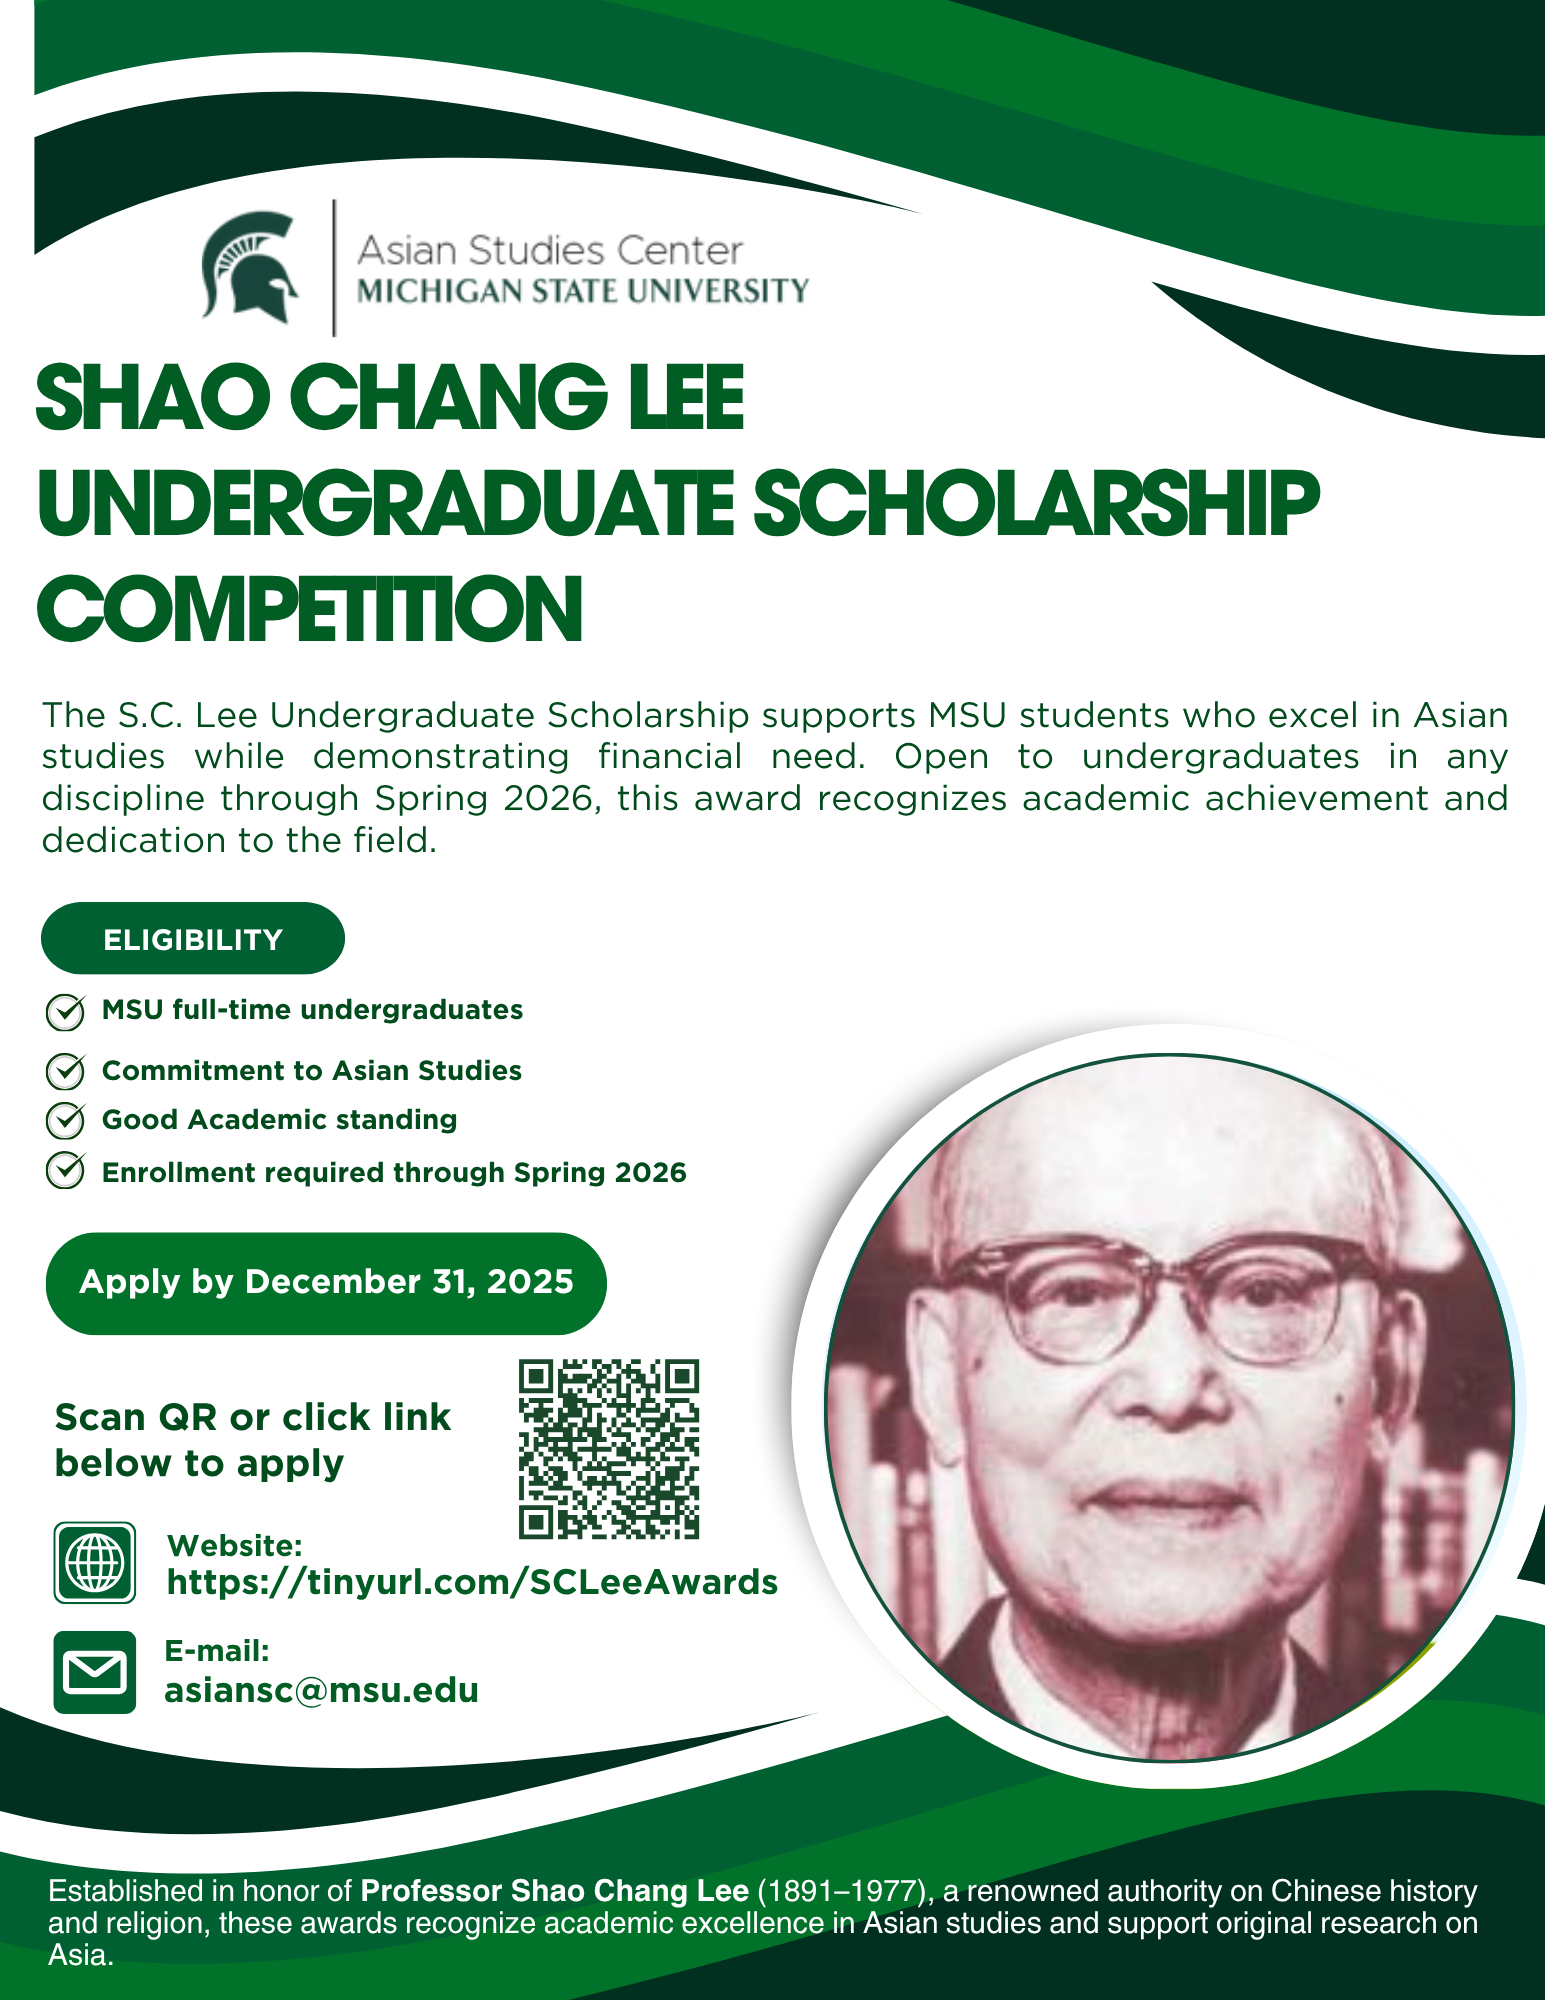 Asian Studies Center
MICHIGAN STATE UNIVERSITY
SHAO CHANG LEE
UNDERGRADUATE SCHOLARSHIP
COMPETITION
The S.C. Lee Undergraduate Scholarship supports MSU students who excel in Asian
studies while demonstrating financial need. Open to undergraduates in any
discipline through Spring 2026, this award recognizes academic achievement and
dedication to the field.
ELIGIBILITY
MSU full-time undergraduates
Commitment to Asian Studies
Good Academic standing
Enrollment required through Spring 2026
Apply by December 31, 2025
Scan QR or click link
below to apply
Website:
https://tinyurl.com/SCLeeAwards
E-mail:
asiansc@msu.edu
Established in honor of Professor Shao Chang Lee (1891–1977), a renowned authority on Chinese history
and religion, these awards recognize academic excellence in Asian studies and support original research on
Asia.